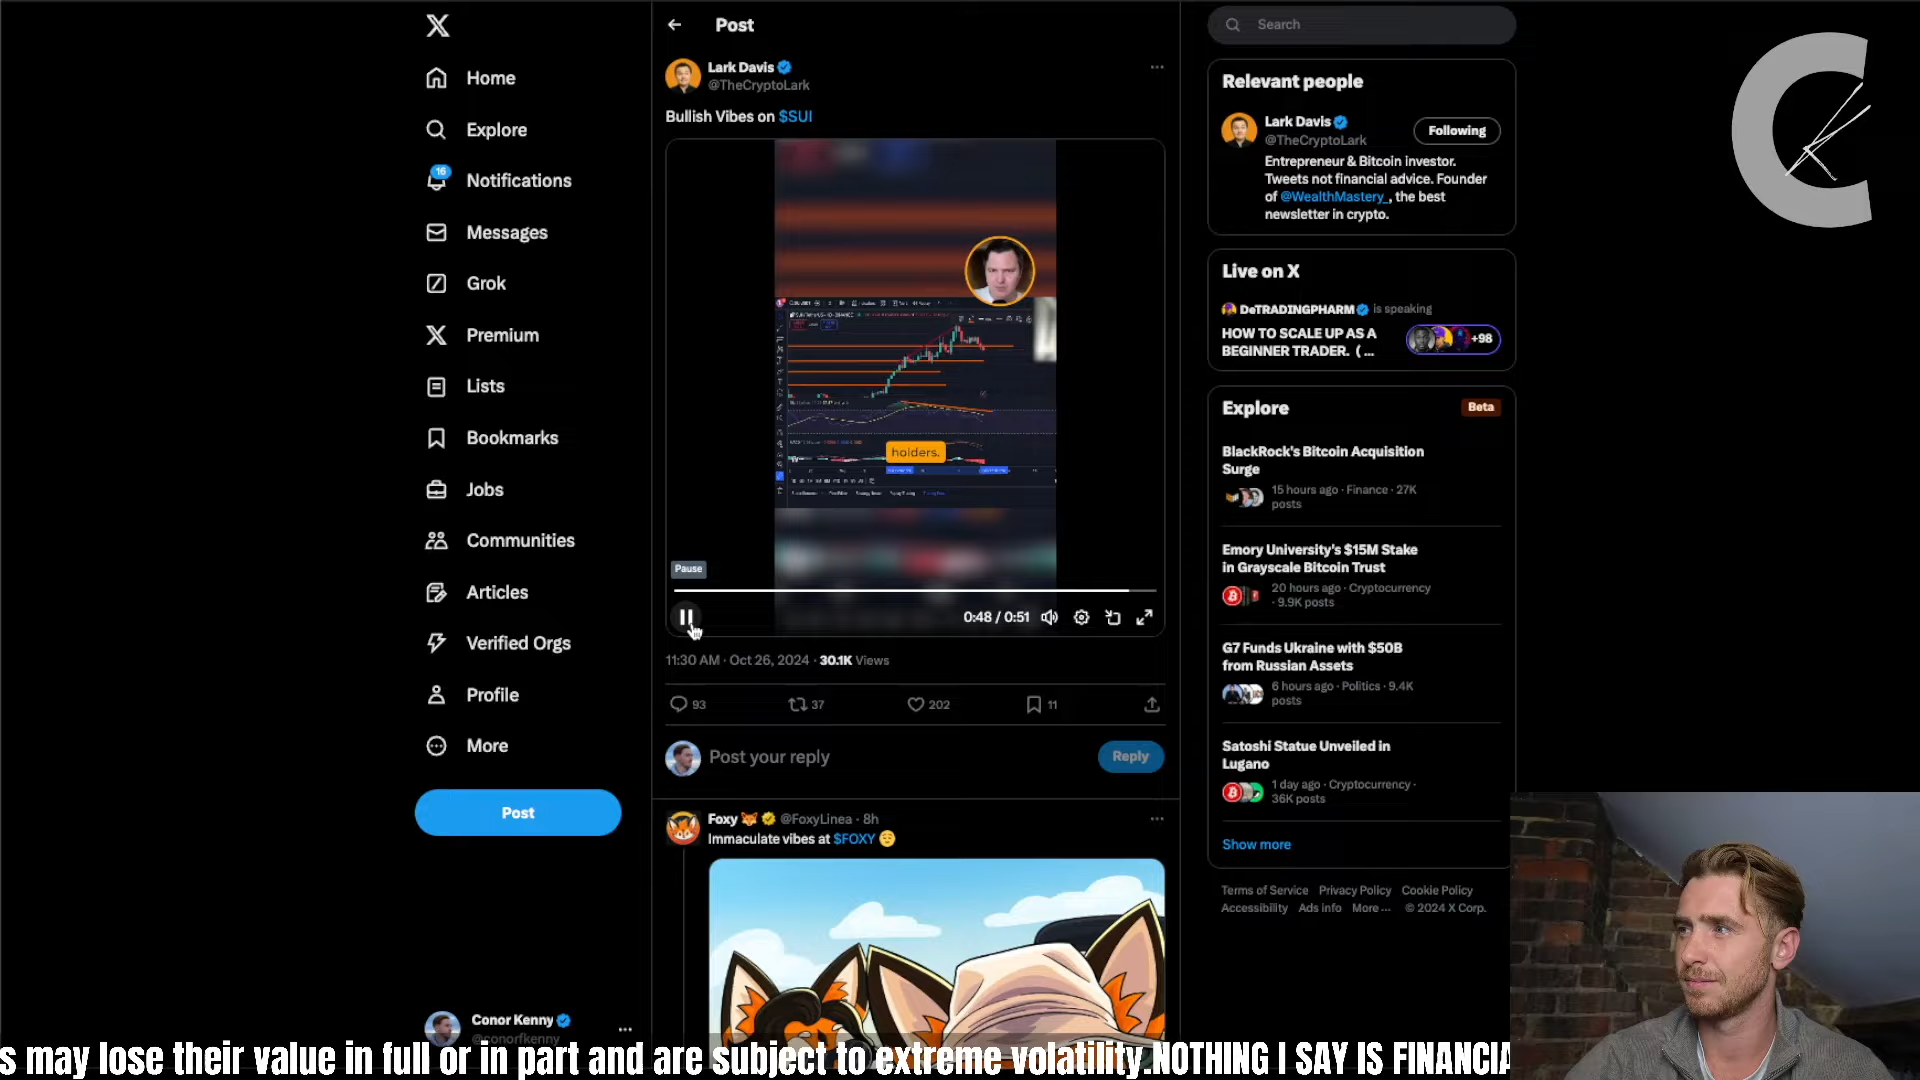 Home
Explore
16
Notifications
Messages
Grok
Premium
Lists
Bookmarks
Jobs
Communities
Articles
Verified Orgs
Profile
More
Post
Conor Kenny
@conorfkenny
Post
Lark Davis
@TheCryptoLark
Bullish Vibes on $SUI
holders.
Pause
0:48 / 0:51
11:30 AM · Oct 26, 2024 · 30.1K Views
93
37
202
11
Post your reply
Reply
Foxy @FoxyLinea · 8h
Immaculate vibes at $FOXY
Search
Relevant people
Lark Davis
@TheCryptoLark
Following
Entrepreneur & Bitcoin investor.
Tweets not financial advice. Founder
of @WealthMastery_, the best
newsletter in crypto.
Live on X
DeTRADINGPHARM is speaking
HOW TO SCALE UP AS A
BEGINNER TRADER. ( ...
+98
Explore
Beta
BlackRock's Bitcoin Acquisition
Surge
15 hours ago · Finance · 27K
posts
Emory University's $15M Stake
in Grayscale Bitcoin Trust
20 hours ago · Cryptocurrency
· 9.9K posts
G7 Funds Ukraine with $50B
from Russian Assets
6 hours ago · Politics · 9.4K
posts
Satoshi Statue Unveiled in
Lugano
1 day ago · Cryptocurrency ·
36K posts
Show more
Terms of Service Privacy Policy Cookie Policy
Accessibility Ads info More ··· © 2024 X Corp.
s may lose their value in full or in part and are subject to extreme volatility.NOTHING I SAY IS FINANCIA